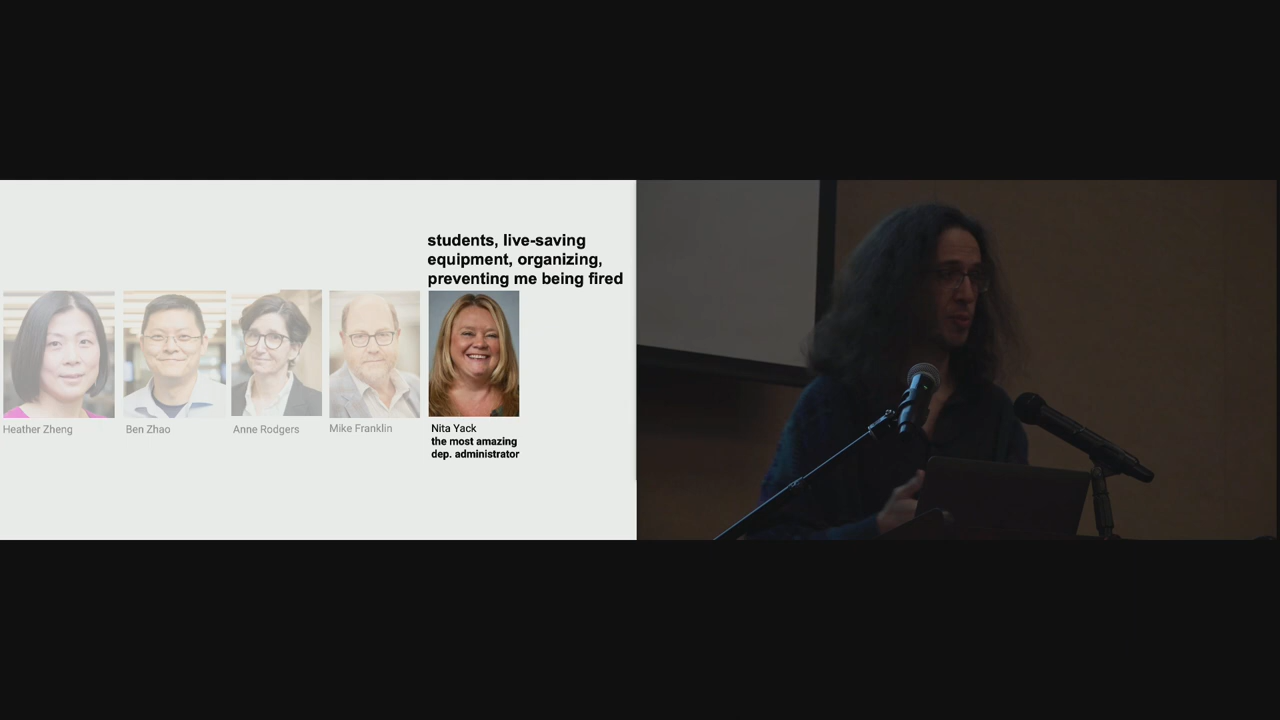 students, live-saving
equipment, organizing,
preventing me being fired
Heather Zheng
Ben Zhao
Anne Rodgers
Mike Franklin
Nita Yack
the most amazing
dep. administrator